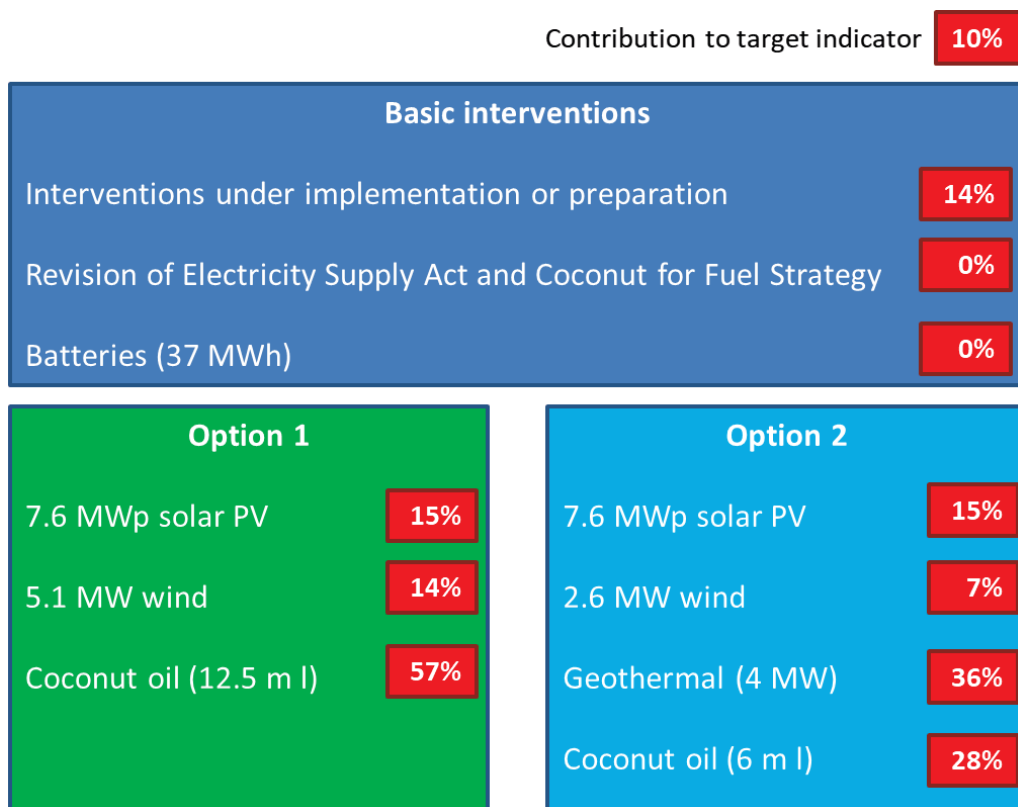 Contribution to target indicator 10%
Basic interventions
Interventions under implementation or preparation 14%
Revision of Electricity Supply Act and Coconut for Fuel Strategy 0%
Batteries (37 MWh) 0%
Option 1
7.6 MWp solar PV 15%
5.1 MW wind 14%
Coconut oil (12.5 m l) 57%
Option 2
7.6 MWp solar PV 15%
2.6 MW wind 7%
Geothermal (4 MW) 36%
Coconut oil (6 m l) 28%